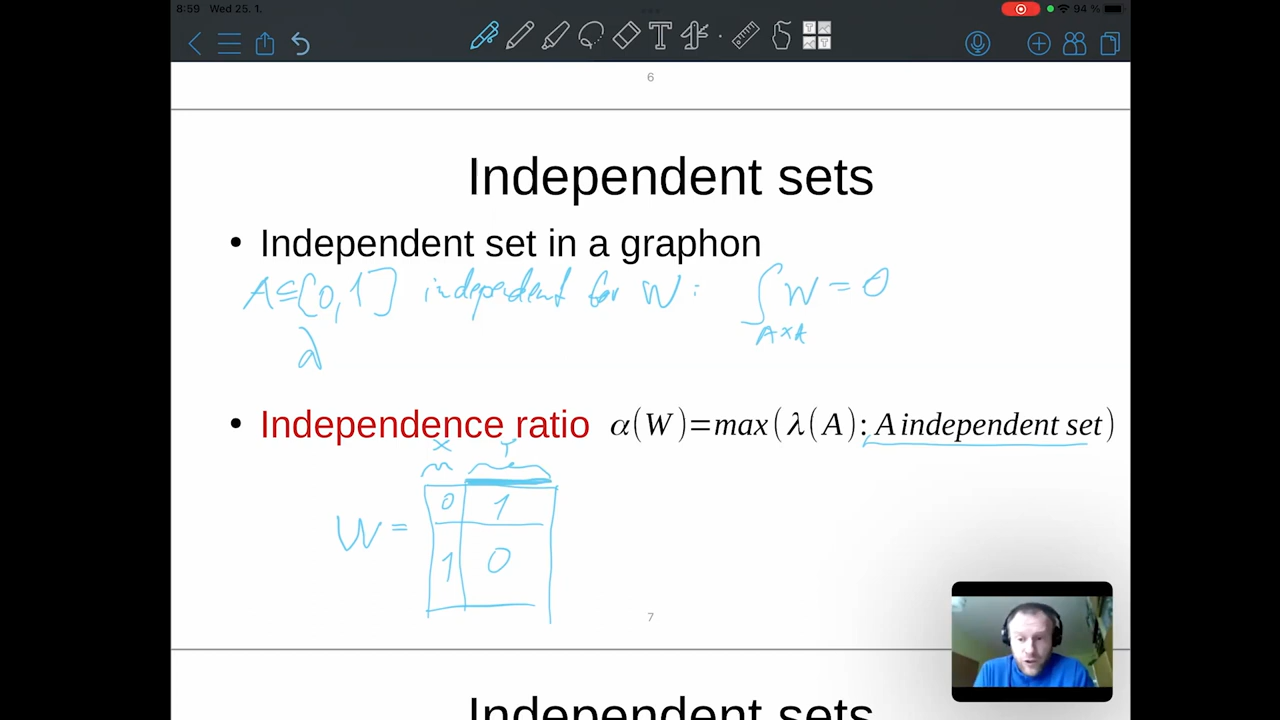 8:59 Wed 25. 1.
94 %
6
Independent sets
• Independent set in a graphon
A⊆[0,1] independent for W: ∫ W = 0
A×A
λ
• Independence ratio α(W)=max(λ(A): A independent set)
X Y
0 1
W =
1 0
7
Independent sets